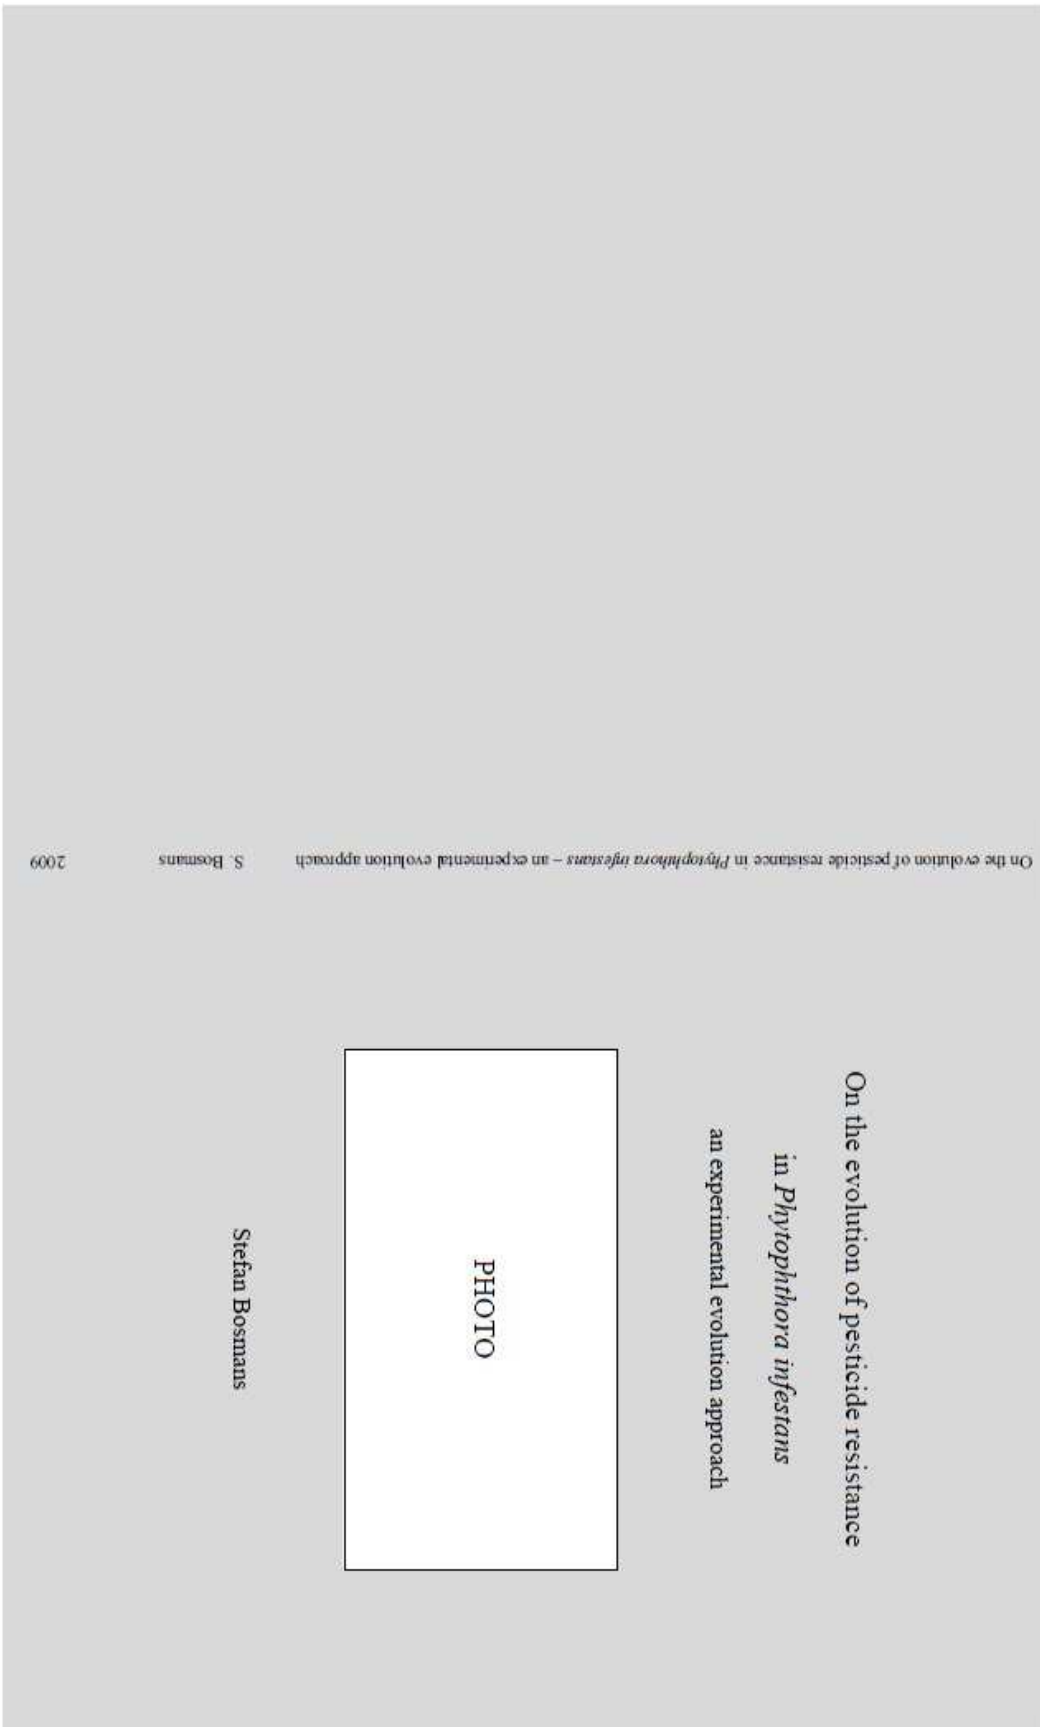 On the evolution of pesticide resistance in Phytophthora infestans – an experimental evolution approach S. Bosmans 2009
On the evolution of pesticide resistance
in Phytophthora infestans
an experimental evolution approach
PHOTO
Stefan Bosmans